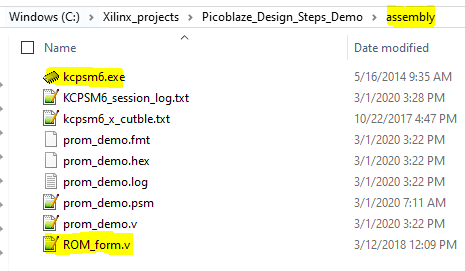 Windows (C:) > Xilinx_projects > Picoblaze_Design_Steps_Demo > assembly
Name Date modified
kcpsm6.exe 5/16/2014 9:35 AM
KCPSM6_session_log.txt 3/1/2020 3:28 PM
kcpsm6_x_cutble.txt 10/22/2017 4:47 PM
prom_demo.fmt 3/1/2020 3:22 PM
prom_demo.hex 3/1/2020 3:22 PM
prom_demo.log 3/1/2020 3:22 PM
prom_demo.psm 3/1/2020 7:11 AM
prom_demo.v 3/1/2020 3:22 PM
ROM_form.v 3/12/2018 12:09 PM